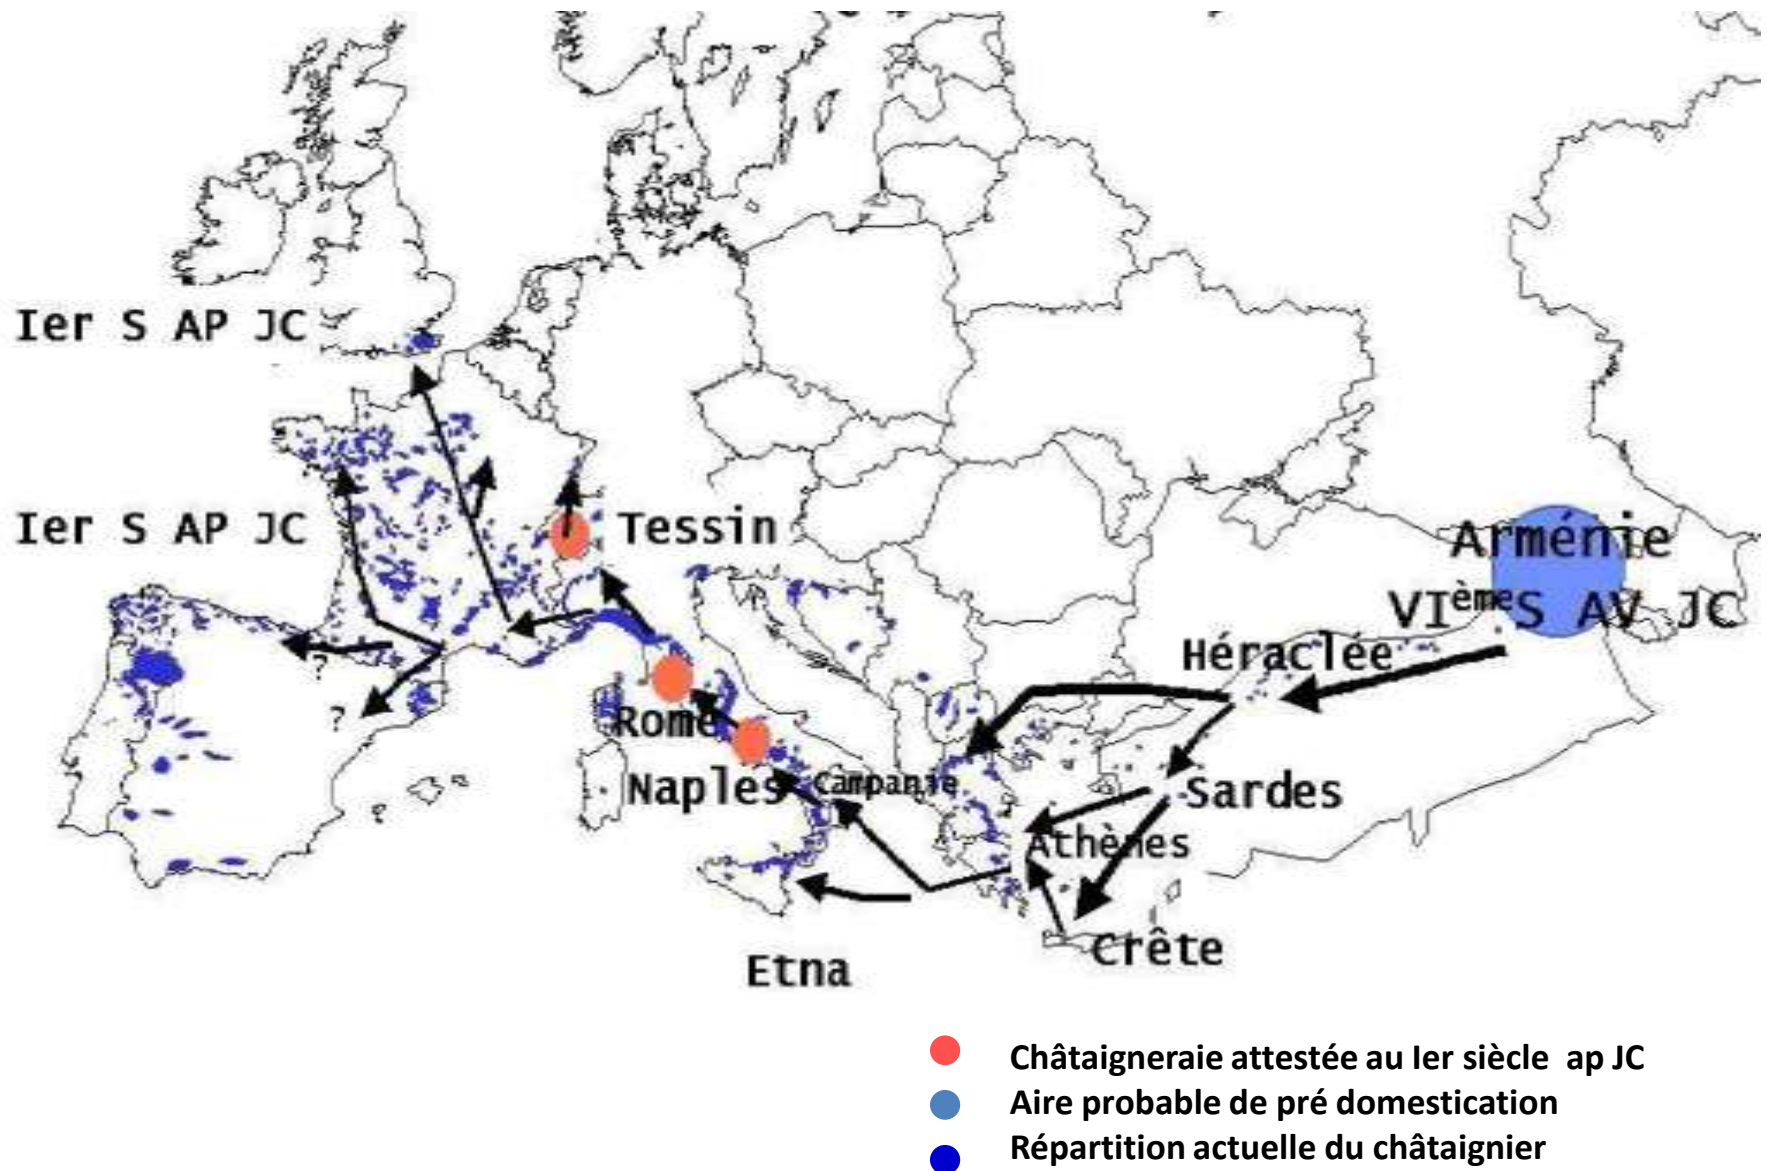 Ier S AP JC
Ier S AP JC
Tessin
Arménie
VIèmeS AV JC
Héraclée
?
?
Rome
Naples
Campanie
Sardes
Athènes
Crête
Etna
Châtaigneraie attestée au Ier siècle ap JC
Aire probable de pré domestication
Répartition actuelle du châtaignier